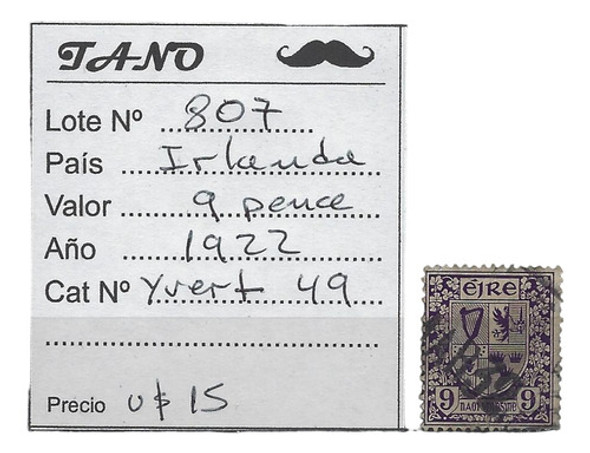 TANO
Lote Nº 807
País Irlanda
Valor 9 pence
Año 1922
Cat Nº Yvert 49
Precio U$ 15
ÉIRE
9 9